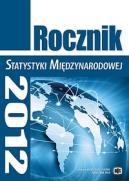 Rocznik
STATYSTYKI MIĘDZYNARODOWEJ
2012